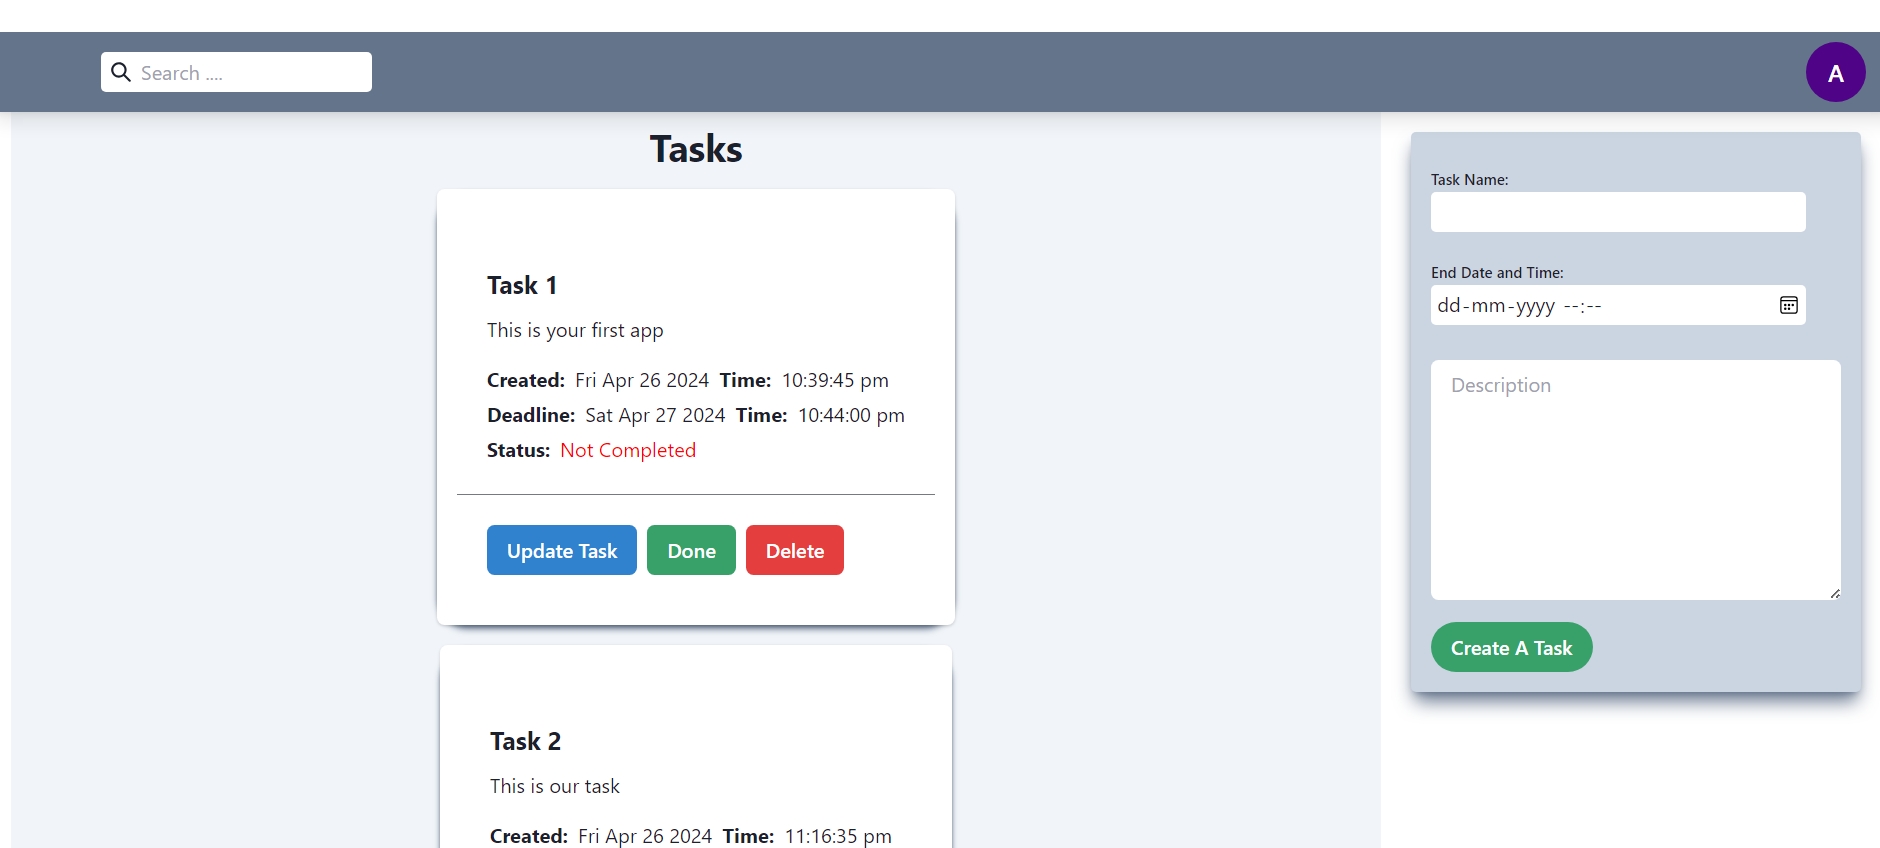 Search ....
A
Tasks
Task 1
This is your first app
Created: Fri Apr 26 2024 Time: 10:39:45 pm
Deadline: Sat Apr 27 2024 Time: 10:44:00 pm
Status: Not Completed
Update Task Done Delete
Task 2
This is our task
Created: Fri Apr 26 2024 Time: 11:16:35 pm
Task Name:
End Date and Time:
dd-mm-yyyy --:--
Description
Create A Task